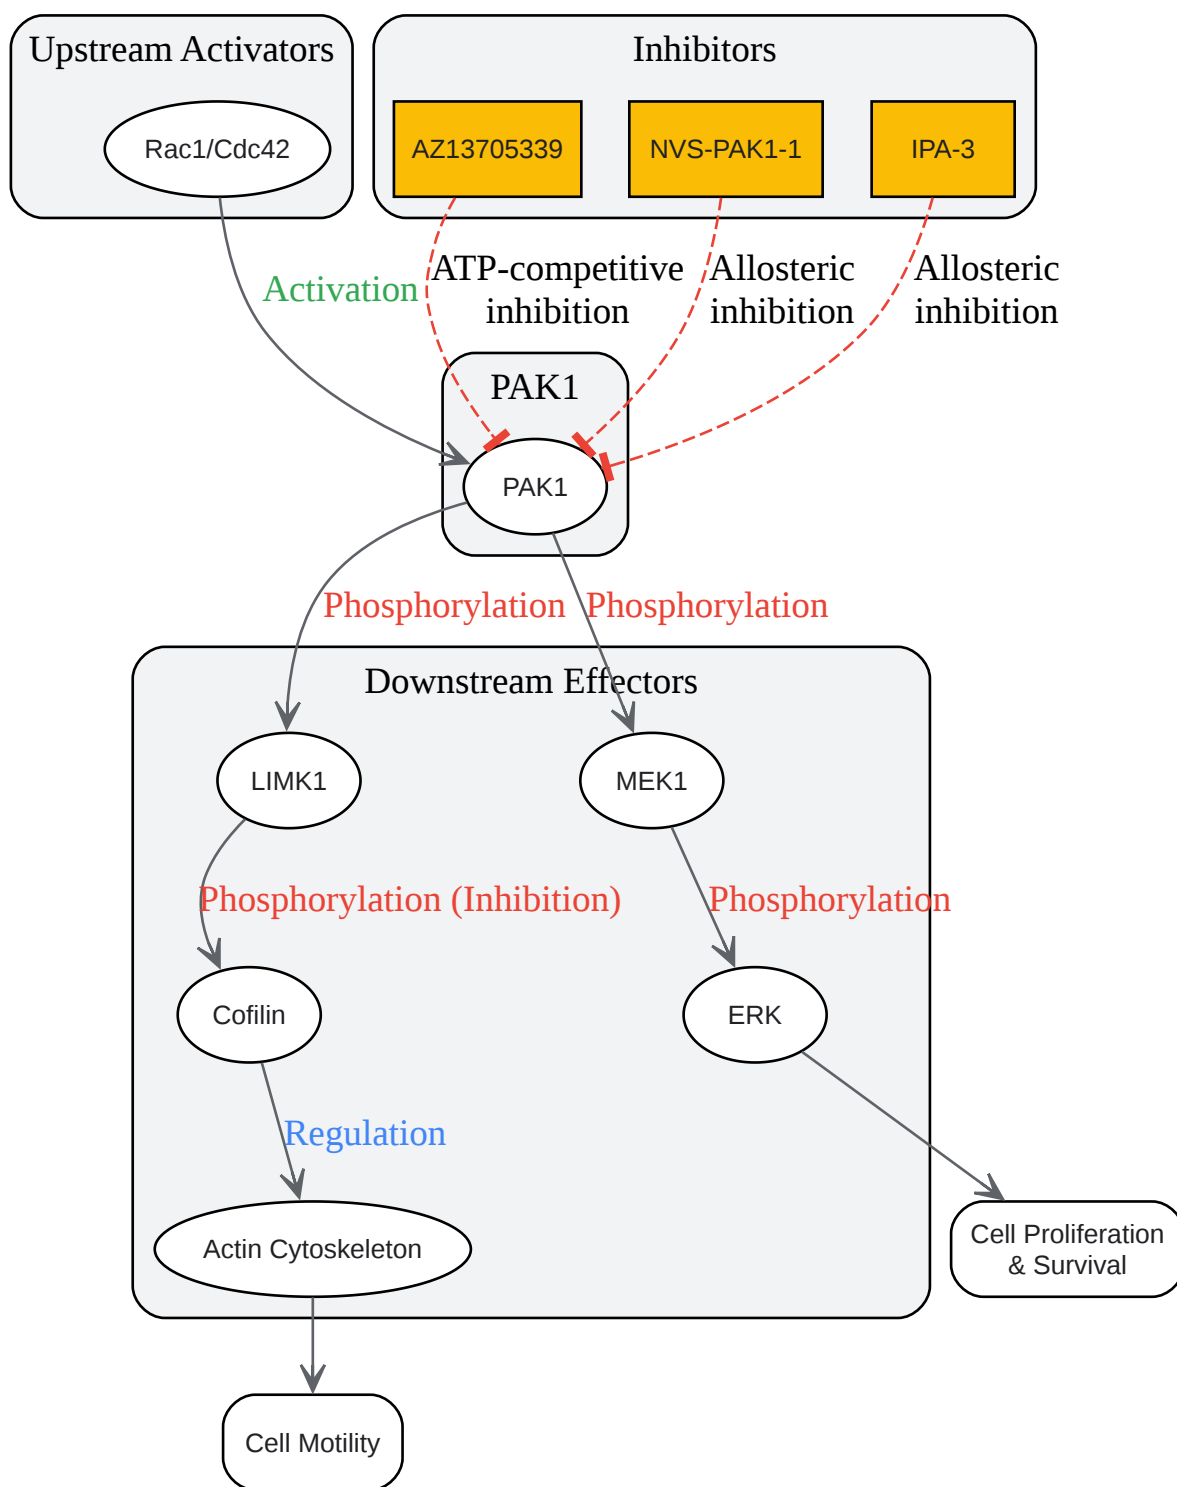 Upstream Activators
Inhibitors
Rac1/Cdc42
AZ13705339
NVS-PAK1-1
IPA-3
Activation
ATP-competitive
inhibition
Allosteric
inhibition
Allosteric
inhibition
PAK1
PAK1
Phosphorylation
Phosphorylation
Downstream Effectors
LIMK1
MEK1
Phosphorylation (Inhibition)
Phosphorylation
Cofilin
ERK
Regulation
Actin Cytoskeleton
Cell Proliferation
& Survival
Cell Motility